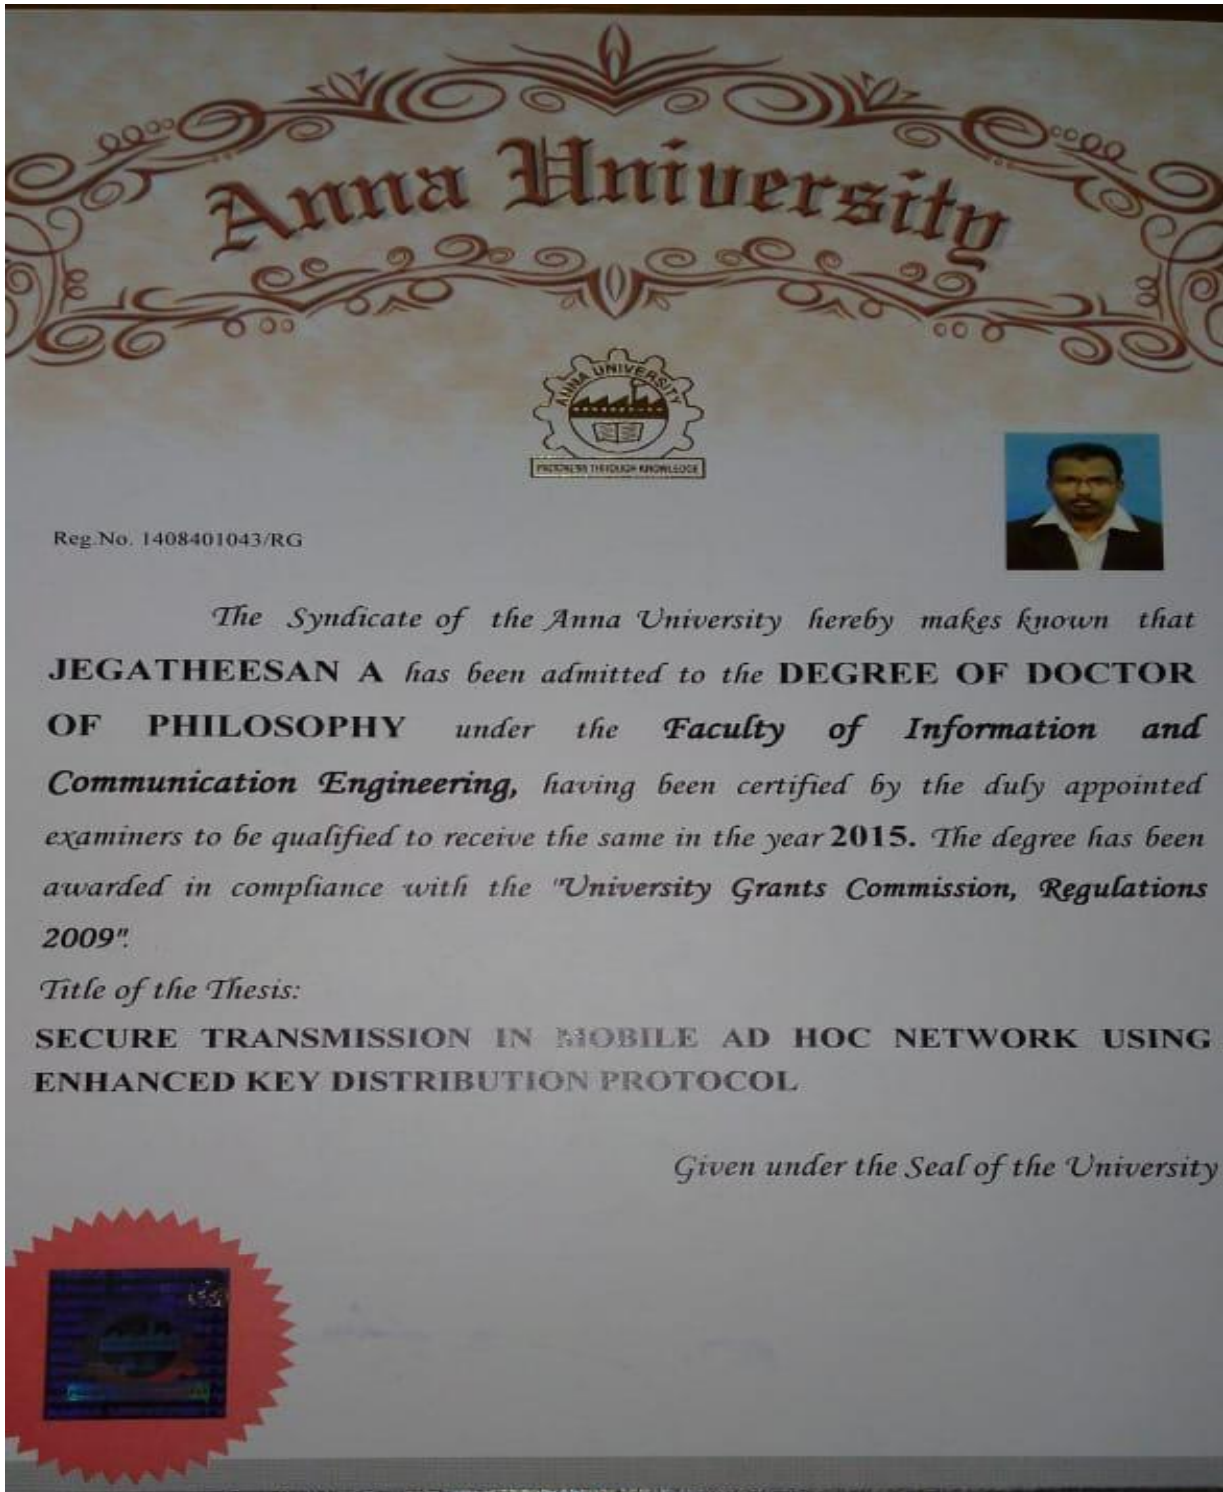 Anna University
ANNA UNIVERSITY
PROGRESS THROUGH KNOWLEDGE
Reg.No. 1408401043/RG
The Syndicate of the Anna University hereby makes known that
JEGATHEESAN A has been admitted to the DEGREE OF DOCTOR
OF PHILOSOPHY under the Faculty of Information and
Communication Engineering, having been certified by the duly appointed
examiners to be qualified to receive the same in the year 2015. The degree has been
awarded in compliance with the "University Grants Commission, Regulations
2009".
Title of the Thesis:
SECURE TRANSMISSION IN MOBILE AD HOC NETWORK USING
ENHANCED KEY DISTRIBUTION PROTOCOL
Given under the Seal of the University